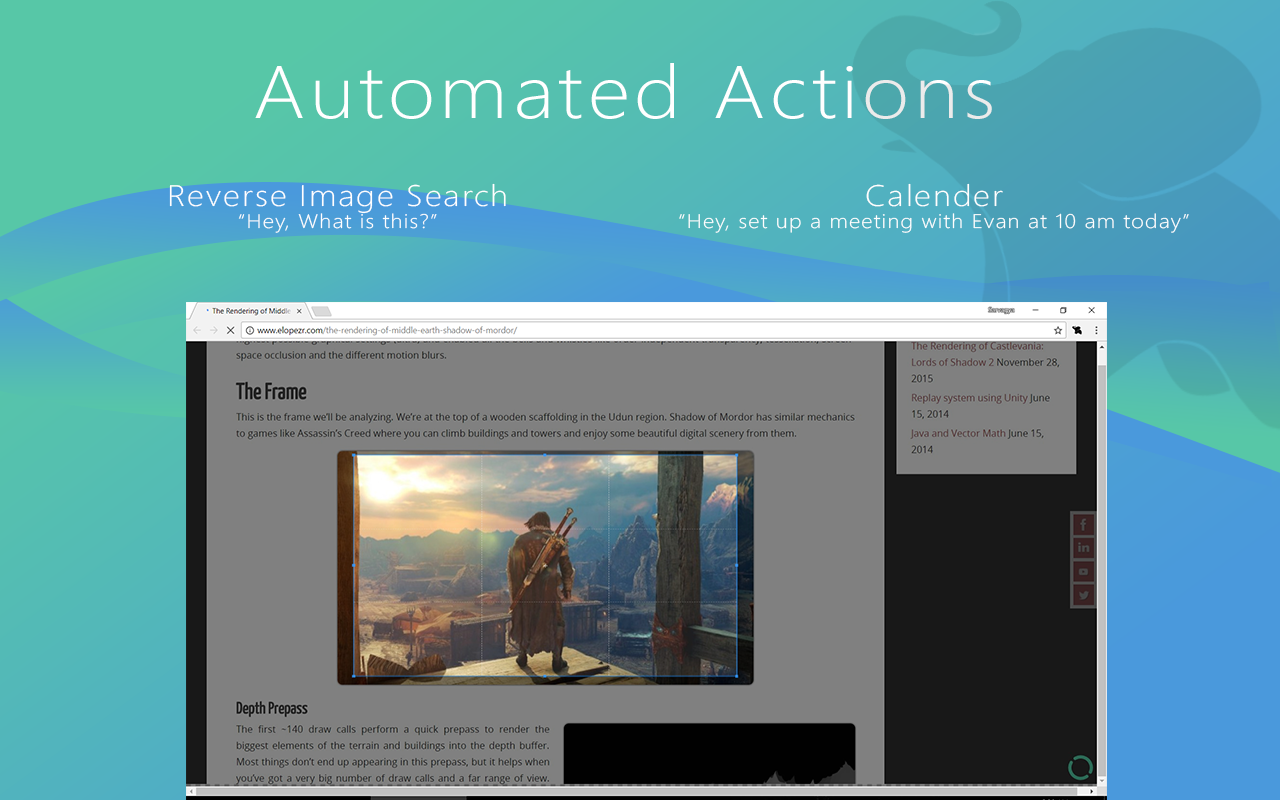 Automated Actions
Reverse Image Search
“Hey, What is this?”
Calender
“Hey, set up a meeting with Evan at 10 am today”
The Rendering of Middle
Sarvagya
www.elopezr.com/the-rendering-of-middle-earth-shadow-of-mordor/
space occlusion and the different motion blurs.
The Frame
This is the frame we’ll be analyzing. We’re at the top of a wooden scaffolding in the Udun region. Shadow of Mordor has similar mechanics
to games like Assassin’s Creed where you can climb buildings and towers and enjoy some beautiful digital scenery from them.
Depth Prepass
The first ~140 draw calls perform a quick prepass to render the
biggest elements of the terrain and buildings into the depth buffer.
Most things don’t end up appearing in this prepass, but it helps when
you’ve got a very big number of draw calls and a far range of view.
The Rendering of Castlevania:
Lords of Shadow 2 November 28,
2015
Replay system using Unity June
15, 2014
Java and Vector Math June 15,
2014